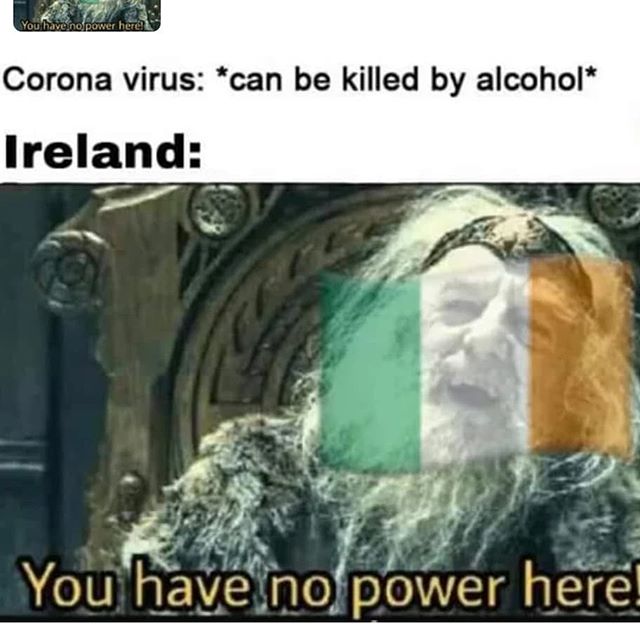 You have no power here!
Corona virus: *can be killed by alcohol*
Ireland:
You have no power here!